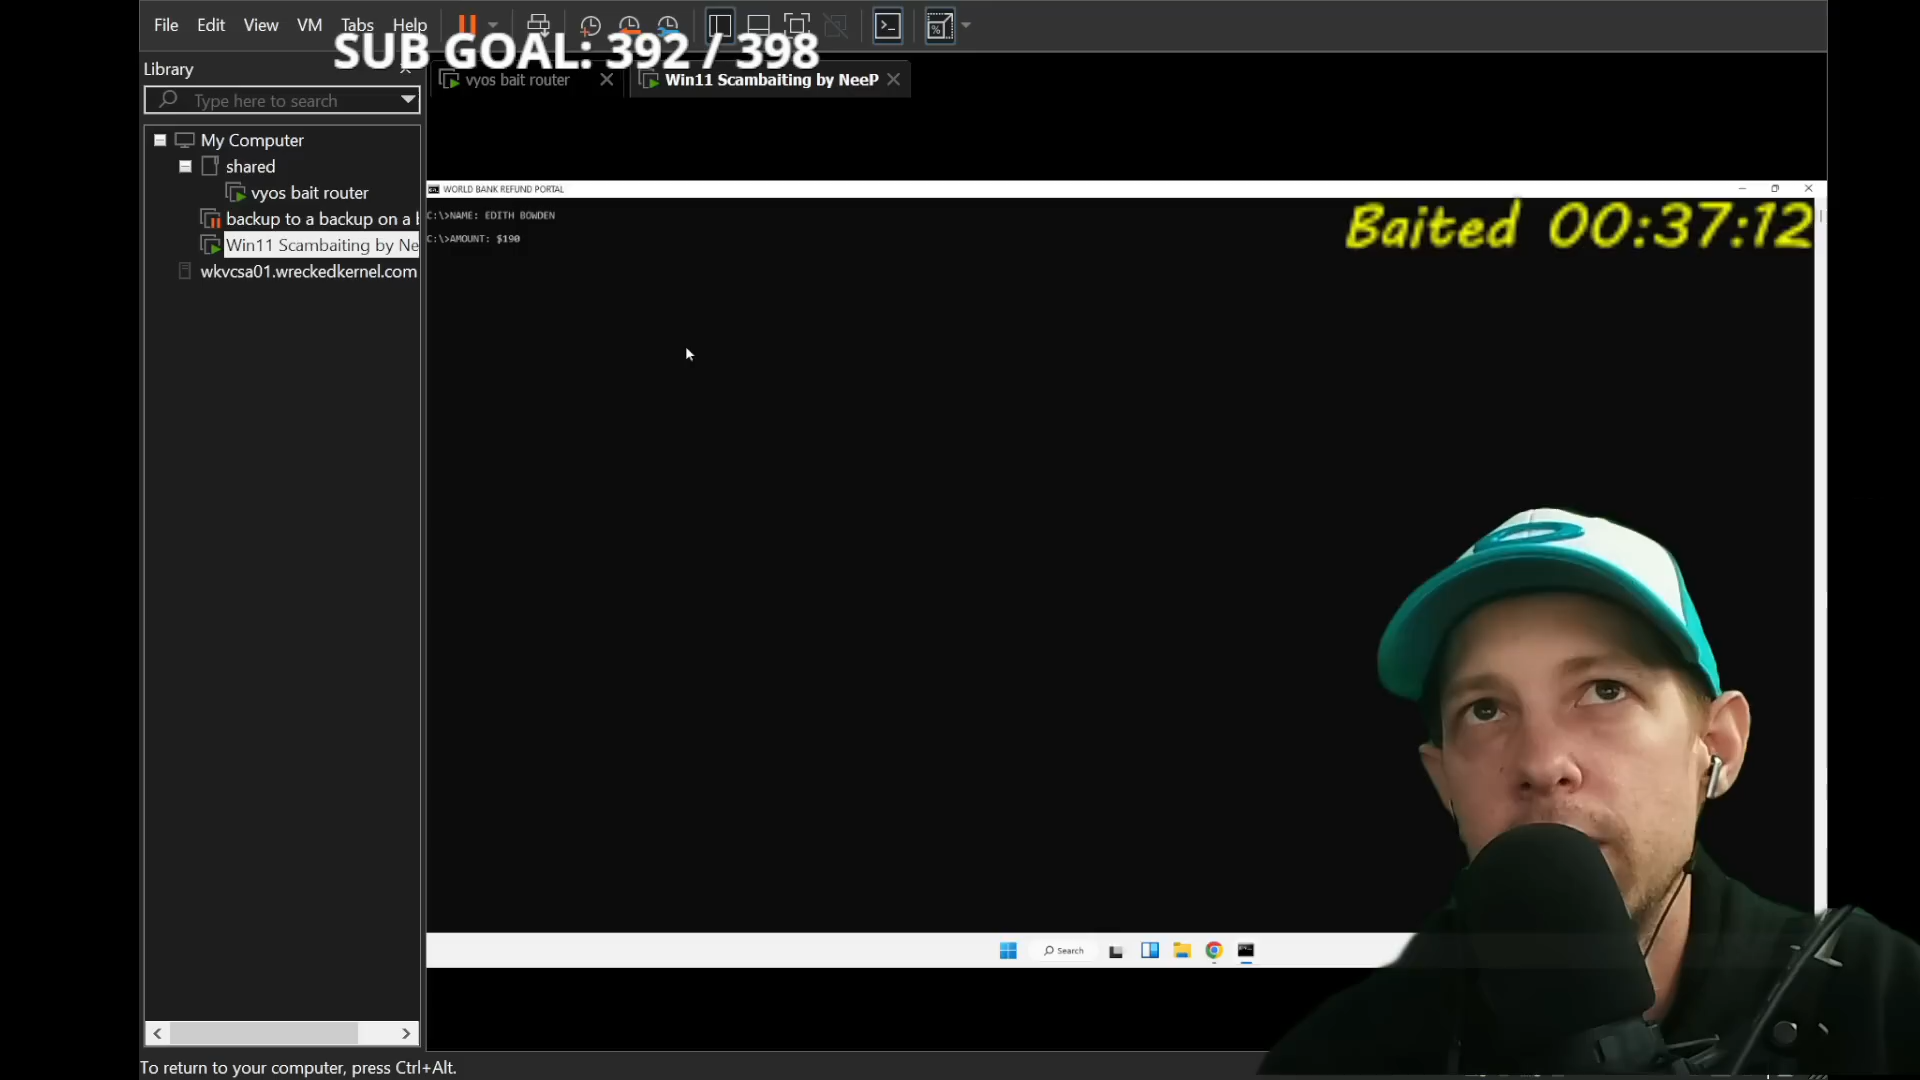 File Edit View VM Tabs Help
SUB GOAL: 392 / 398
Library
vyos bait router
Win11 Scambaiting by NeeP
Type here to search
My Computer
shared
vyos bait router
backup to a backup on a b
Win11 Scambaiting by Ne
wkvcsa01.wreckedkernel.com
WORLD BANK REFUND PORTAL
C:\>NAME: EDITH BOWDEN
C:\>AMOUNT: $190
Baited 00:37:12
Search
To return to your computer, press Ctrl+Alt.